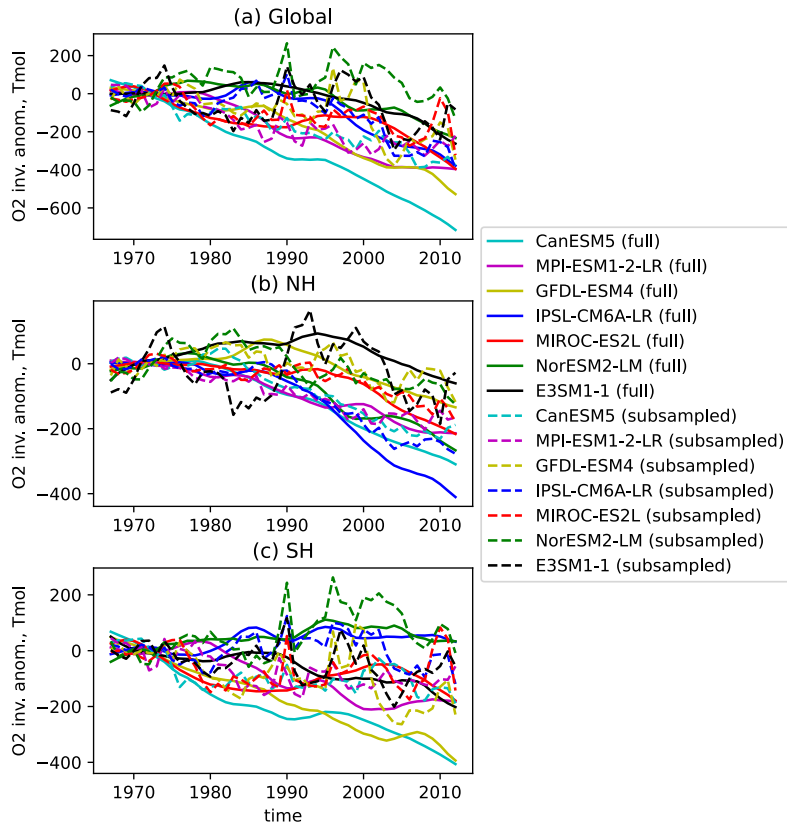 (a) Global
O2 inv. anom., Tmol
200
0
−200
−400
−600
1970
1980
1990
2000
2010
(b) NH
O2 inv. anom., Tmol
0
−200
−400
1970
1980
1990
2000
2010
(c) SH
O2 inv. anom., Tmol
200
0
−200
−400
1970
1980
1990
2000
2010
time
CanESM5 (full)
MPI-ESM1-2-LR (full)
GFDL-ESM4 (full)
IPSL-CM6A-LR (full)
MIROC-ES2L (full)
NorESM2-LM (full)
E3SM1-1 (full)
CanESM5 (subsampled)
MPI-ESM1-2-LR (subsampled)
GFDL-ESM4 (subsampled)
IPSL-CM6A-LR (subsampled)
MIROC-ES2L (subsampled)
NorESM2-LM (subsampled)
E3SM1-1 (subsampled)